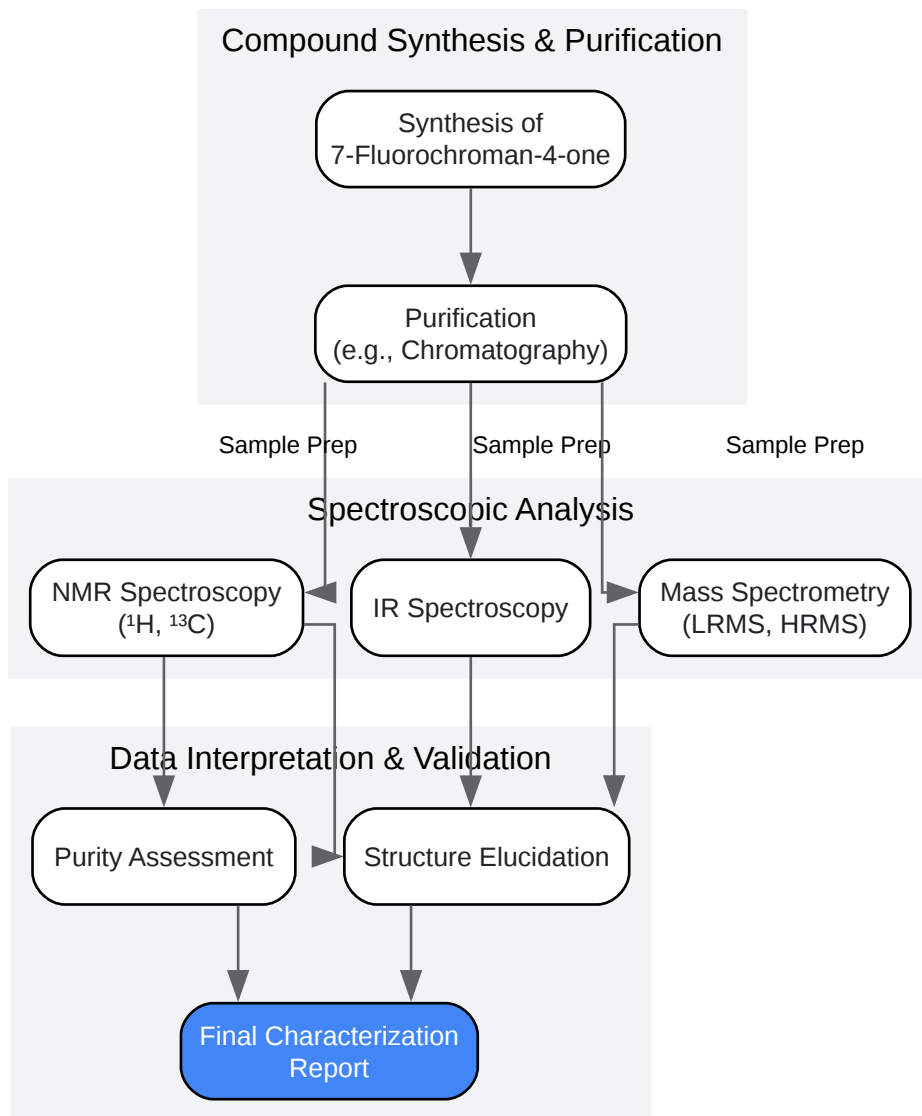 Compound Synthesis & Purification
Synthesis of
7-Fluorochroman-4-one
Purification
(e.g., Chromatography)
Sample Prep
Sample Prep
Sample Prep
Spectroscopic Analysis
NMR Spectroscopy
(¹H, ¹³C)
IR Spectroscopy
Mass Spectrometry
(LRMS, HRMS)
Data Interpretation & Validation
Purity Assessment
Structure Elucidation
Final Characterization
Report